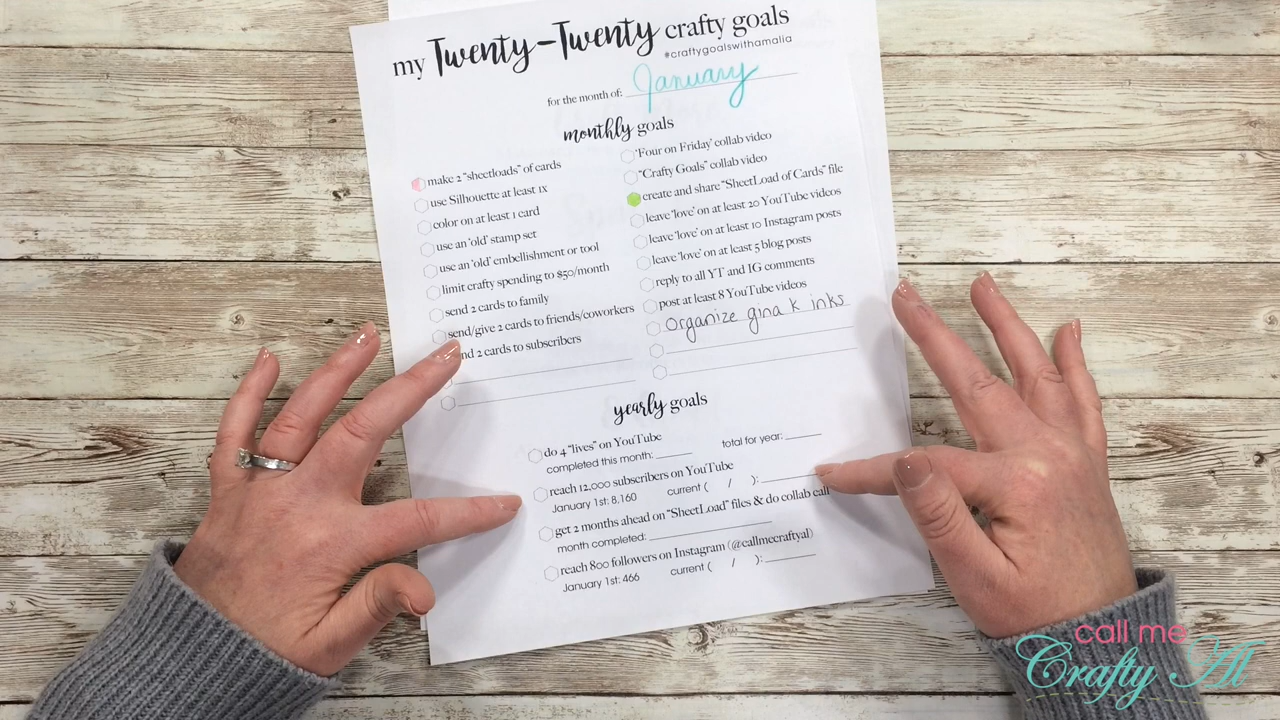 my Twenty-Twenty crafty goals
#craftygoalswithamalia
for the month of: January
monthly goals
make 2 "sheetloads" of cards
use Silhouette at least 1x
color on at least 1 card
use an 'old' stamp set
use an 'old' embellishment or tool
limit crafty spending to $50/month
send 2 cards to family
send/give 2 cards to friends/coworkers
nd 2 cards to subscribers
'Four on Friday' collab video
"Crafty Goals" collab video
create and share "SheetLoad of Cards" file
leave 'love' on at least 20 YouTube videos
leave 'love' on at least 10 Instagram posts
leave 'love' on at least 5 blog posts
reply to all YT and IG comments
post at least 8 YouTube videos
organize gina k inks
yearly goals
do 4 "lives" on YouTube
completed this month: ______ total for year: ______
reach 12,000 subscribers on YouTube
January 1st: 8,160 current ( / ): ______
get 2 months ahead on "SheetLoad" files & do collab call
month completed: ______
reach 800 followers on Instagram (@callmecraftyal)
January 1st: 466 current ( / ): ______
call me
Crafty Al